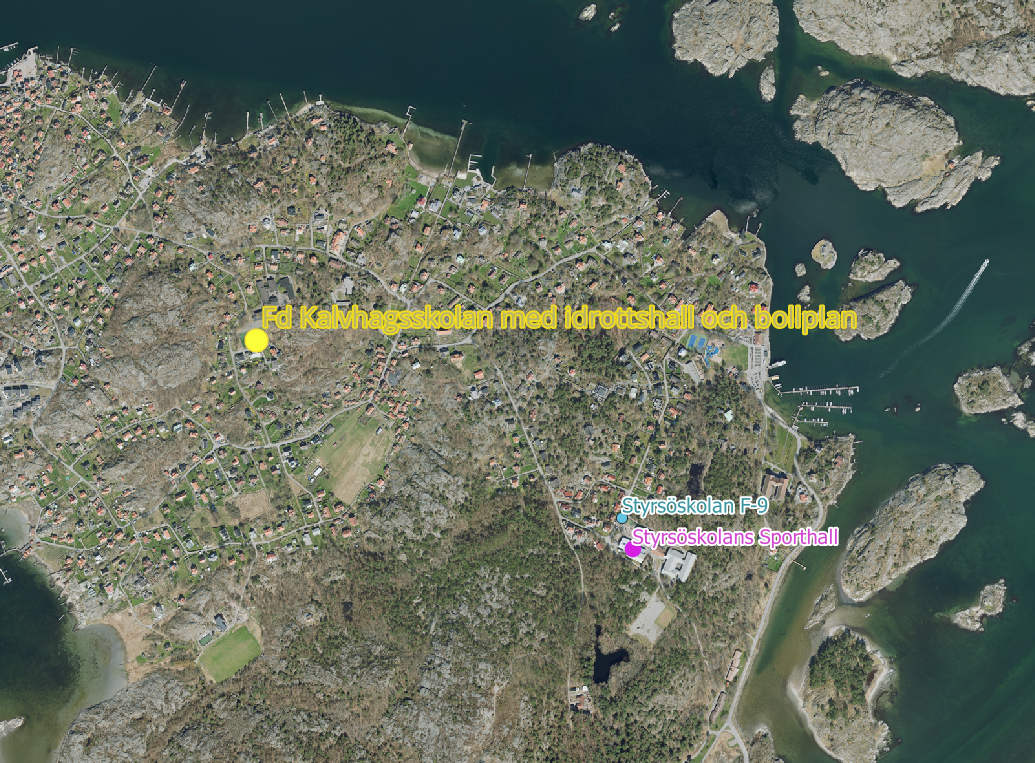 Fd Kalvhagsskolan med idrottshall och bollplan
Styrsöskolan F-9
Styrsöskolans Sporthall